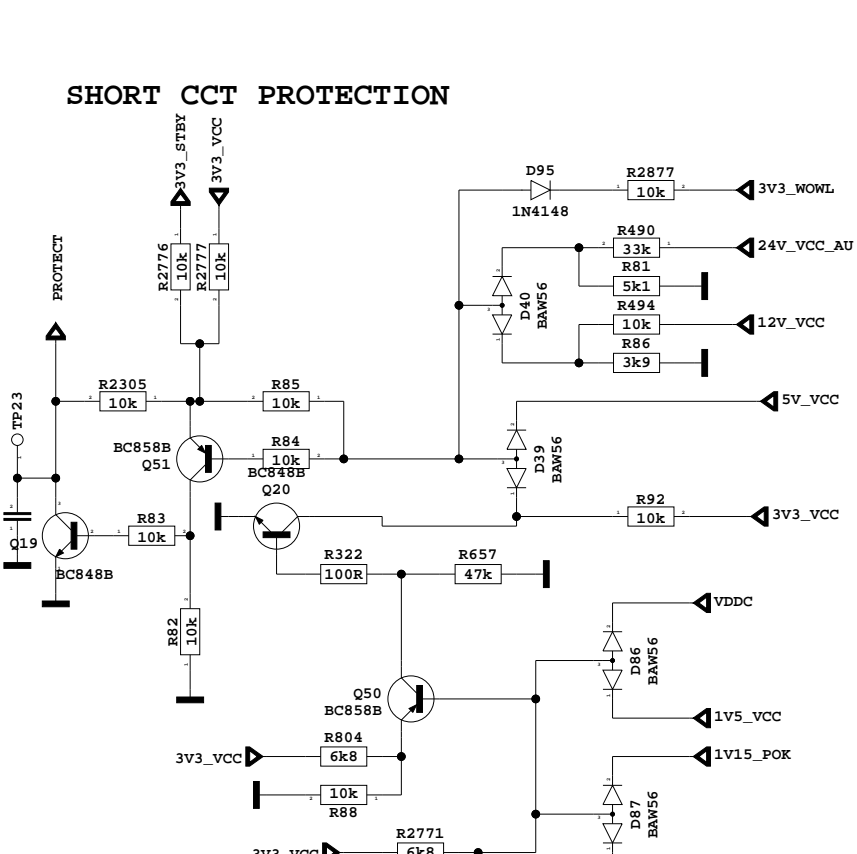 SHORT CCT PROTECTION
3V3_STBY
3V3_VCC
D95
1N4148
R2877
10k
3V3_WOWL
R490
33k
24V_VCC_AU
R81
5k1
R2776
10k
R2777
10k
PROTECT
D40
BAW56
R494
10k
12V_VCC
R86
3k9
R2305
10k
R85
10k
5V_VCC
TP23
BC858B
Q51
R84
10k
BC848B
Q20
D39
BAW56
R83
10k
R92
10k
3V3_VCC
Q19
BC848B
R322
100R
R657
47k
VDDC
R82
10k
D86
BAW56
Q50
BC858B
1V5_VCC
R804
6k8
3V3_VCC
1V15_POK
10k
R88
D87
BAW56
R2771
6k8
3V3_VCC